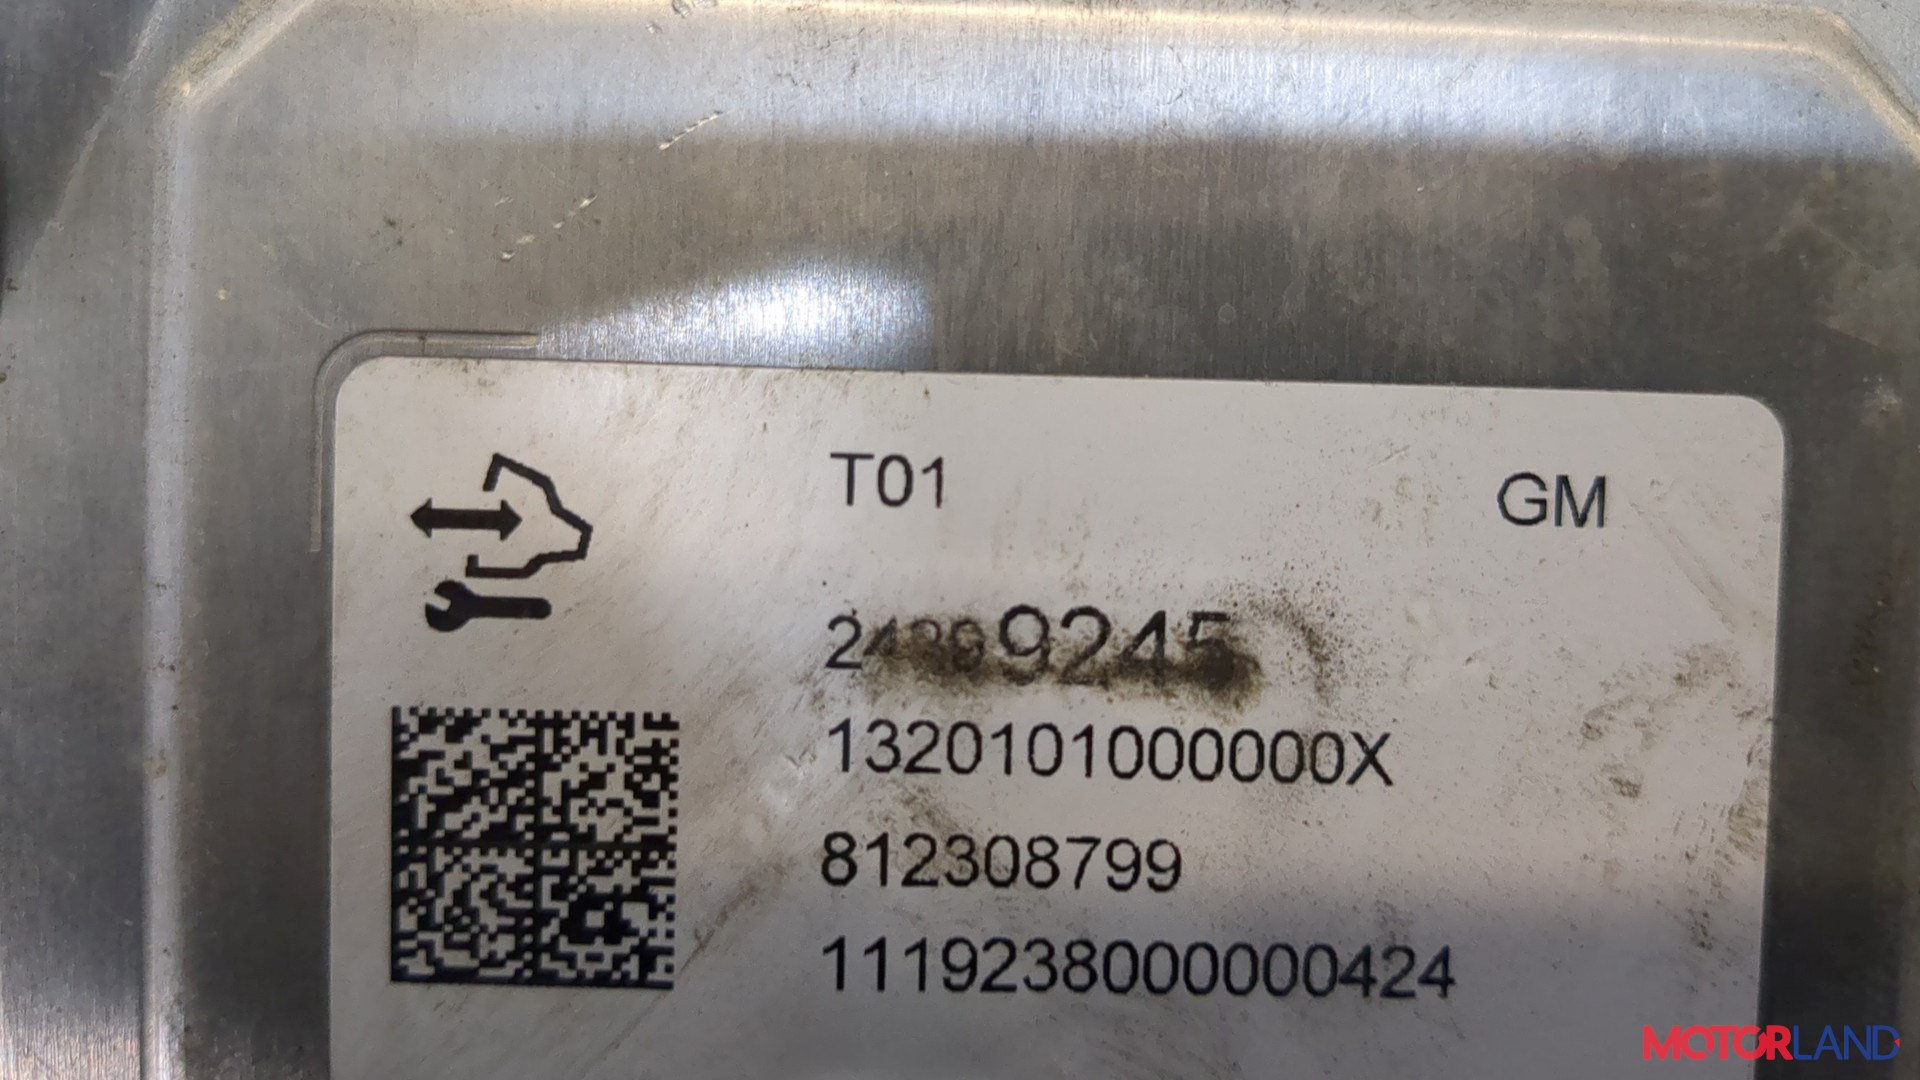 T01
GM
1320101000000X
812308799
1119238000000424
MOTORLAND